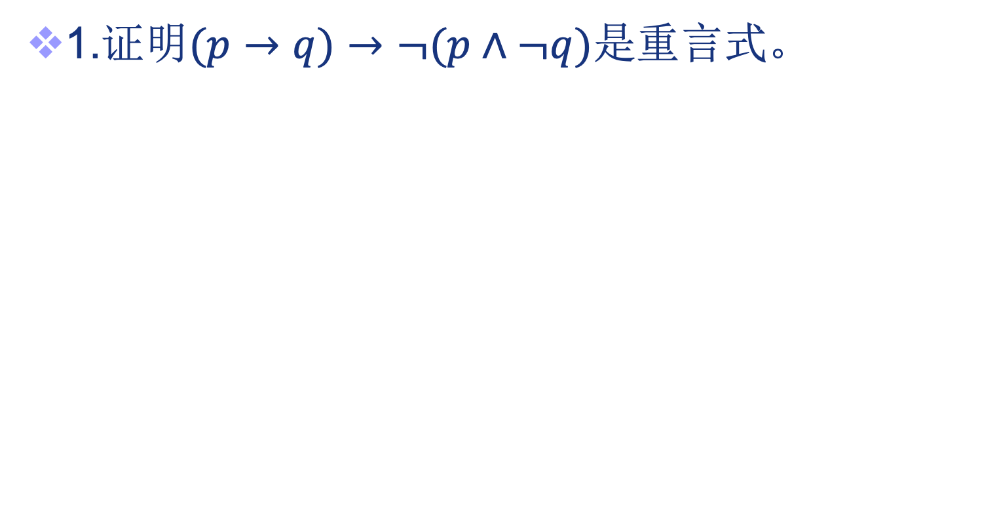 ❖1.证明(p → q) → ¬(p ∧ ¬q)是重言式。